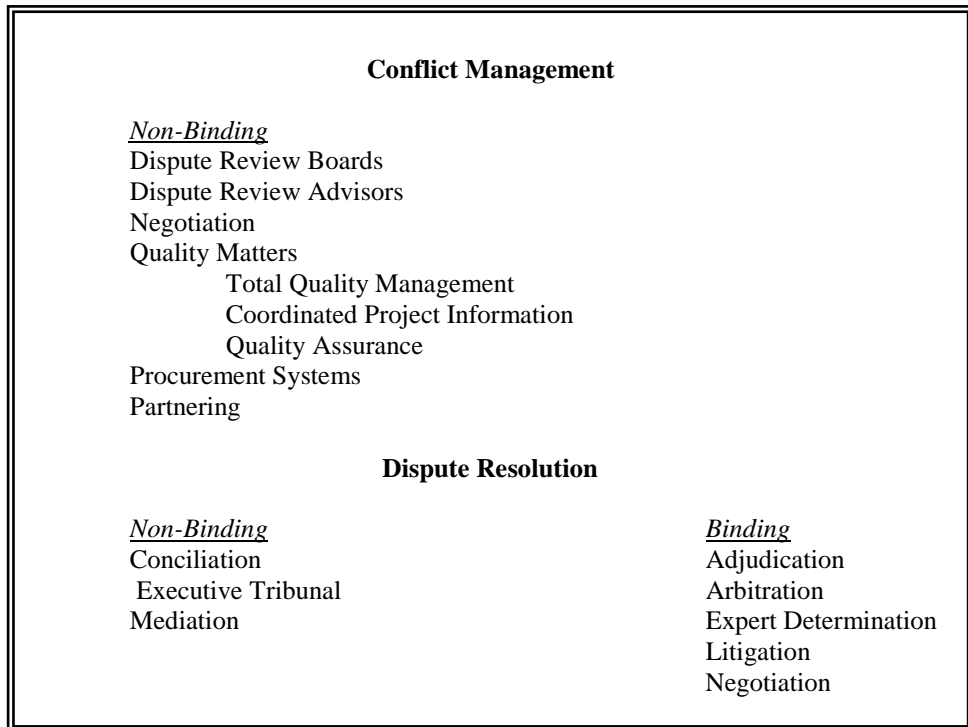 Conflict Management
Non-Binding
Dispute Review Boards
Dispute Review Advisors
Negotiation
Quality Matters
Total Quality Management
Coordinated Project Information
Quality Assurance
Procurement Systems
Partnering
Dispute Resolution
Non-Binding
Conciliation
Executive Tribunal
Mediation
Binding
Adjudication
Arbitration
Expert Determination
Litigation
Negotiation